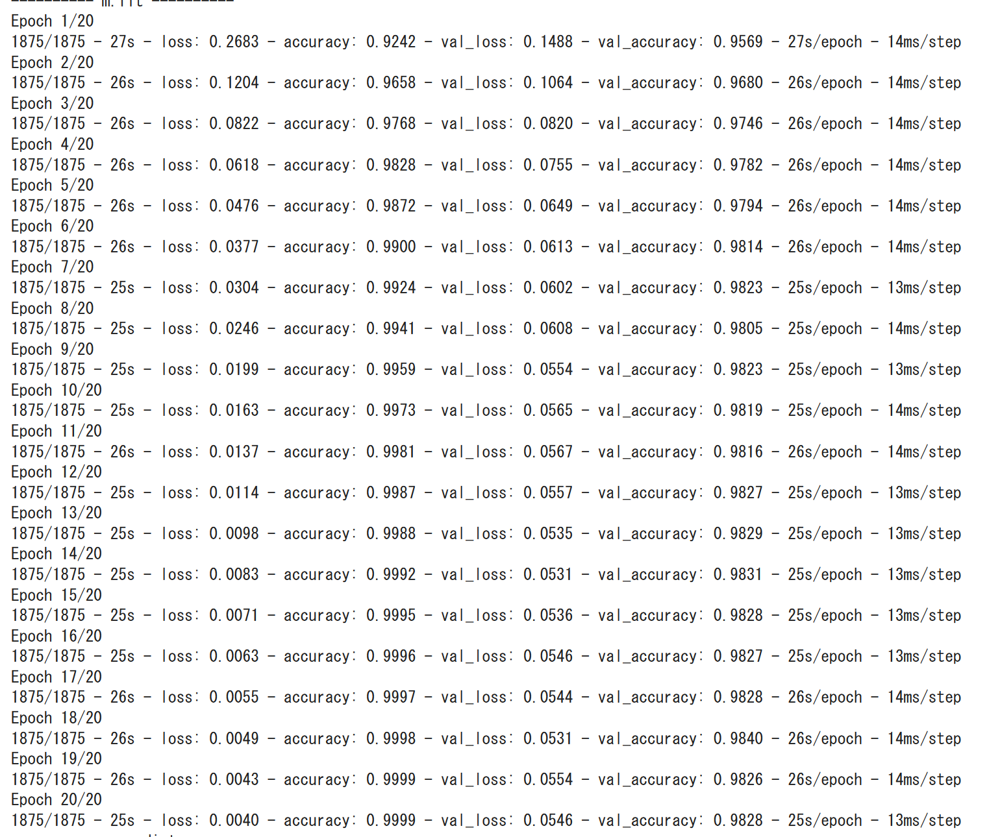 ---------- m.fit ----------
Epoch 1/20
1875/1875 - 27s - loss: 0.2683 - accuracy: 0.9242 - val_loss: 0.1488 - val_accuracy: 0.9569 - 27s/epoch - 14ms/step
Epoch 2/20
1875/1875 - 26s - loss: 0.1204 - accuracy: 0.9658 - val_loss: 0.1064 - val_accuracy: 0.9680 - 26s/epoch - 14ms/step
Epoch 3/20
1875/1875 - 26s - loss: 0.0822 - accuracy: 0.9768 - val_loss: 0.0820 - val_accuracy: 0.9746 - 26s/epoch - 14ms/step
Epoch 4/20
1875/1875 - 26s - loss: 0.0618 - accuracy: 0.9828 - val_loss: 0.0755 - val_accuracy: 0.9782 - 26s/epoch - 14ms/step
Epoch 5/20
1875/1875 - 26s - loss: 0.0476 - accuracy: 0.9872 - val_loss: 0.0649 - val_accuracy: 0.9794 - 26s/epoch - 14ms/step
Epoch 6/20
1875/1875 - 26s - loss: 0.0377 - accuracy: 0.9900 - val_loss: 0.0613 - val_accuracy: 0.9814 - 26s/epoch - 14ms/step
Epoch 7/20
1875/1875 - 25s - loss: 0.0304 - accuracy: 0.9924 - val_loss: 0.0602 - val_accuracy: 0.9823 - 25s/epoch - 13ms/step
Epoch 8/20
1875/1875 - 25s - loss: 0.0246 - accuracy: 0.9941 - val_loss: 0.0608 - val_accuracy: 0.9805 - 25s/epoch - 14ms/step
Epoch 9/20
1875/1875 - 25s - loss: 0.0199 - accuracy: 0.9959 - val_loss: 0.0554 - val_accuracy: 0.9823 - 25s/epoch - 13ms/step
Epoch 10/20
1875/1875 - 25s - loss: 0.0163 - accuracy: 0.9973 - val_loss: 0.0565 - val_accuracy: 0.9819 - 25s/epoch - 14ms/step
Epoch 11/20
1875/1875 - 26s - loss: 0.0137 - accuracy: 0.9981 - val_loss: 0.0567 - val_accuracy: 0.9816 - 26s/epoch - 14ms/step
Epoch 12/20
1875/1875 - 25s - loss: 0.0114 - accuracy: 0.9987 - val_loss: 0.0557 - val_accuracy: 0.9827 - 25s/epoch - 13ms/step
Epoch 13/20
1875/1875 - 25s - loss: 0.0098 - accuracy: 0.9988 - val_loss: 0.0535 - val_accuracy: 0.9829 - 25s/epoch - 13ms/step
Epoch 14/20
1875/1875 - 25s - loss: 0.0083 - accuracy: 0.9992 - val_loss: 0.0531 - val_accuracy: 0.9831 - 25s/epoch - 13ms/step
Epoch 15/20
1875/1875 - 25s - loss: 0.0071 - accuracy: 0.9995 - val_loss: 0.0536 - val_accuracy: 0.9828 - 25s/epoch - 13ms/step
Epoch 16/20
1875/1875 - 25s - loss: 0.0063 - accuracy: 0.9996 - val_loss: 0.0546 - val_accuracy: 0.9827 - 25s/epoch - 13ms/step
Epoch 17/20
1875/1875 - 26s - loss: 0.0055 - accuracy: 0.9997 - val_loss: 0.0544 - val_accuracy: 0.9828 - 26s/epoch - 14ms/step
Epoch 18/20
1875/1875 - 26s - loss: 0.0049 - accuracy: 0.9998 - val_loss: 0.0531 - val_accuracy: 0.9840 - 26s/epoch - 14ms/step
Epoch 19/20
1875/1875 - 26s - loss: 0.0043 - accuracy: 0.9999 - val_loss: 0.0554 - val_accuracy: 0.9826 - 26s/epoch - 14ms/step
Epoch 20/20
1875/1875 - 25s - loss: 0.0040 - accuracy: 0.9999 - val_loss: 0.0546 - val_accuracy: 0.9828 - 25s/epoch - 13ms/step